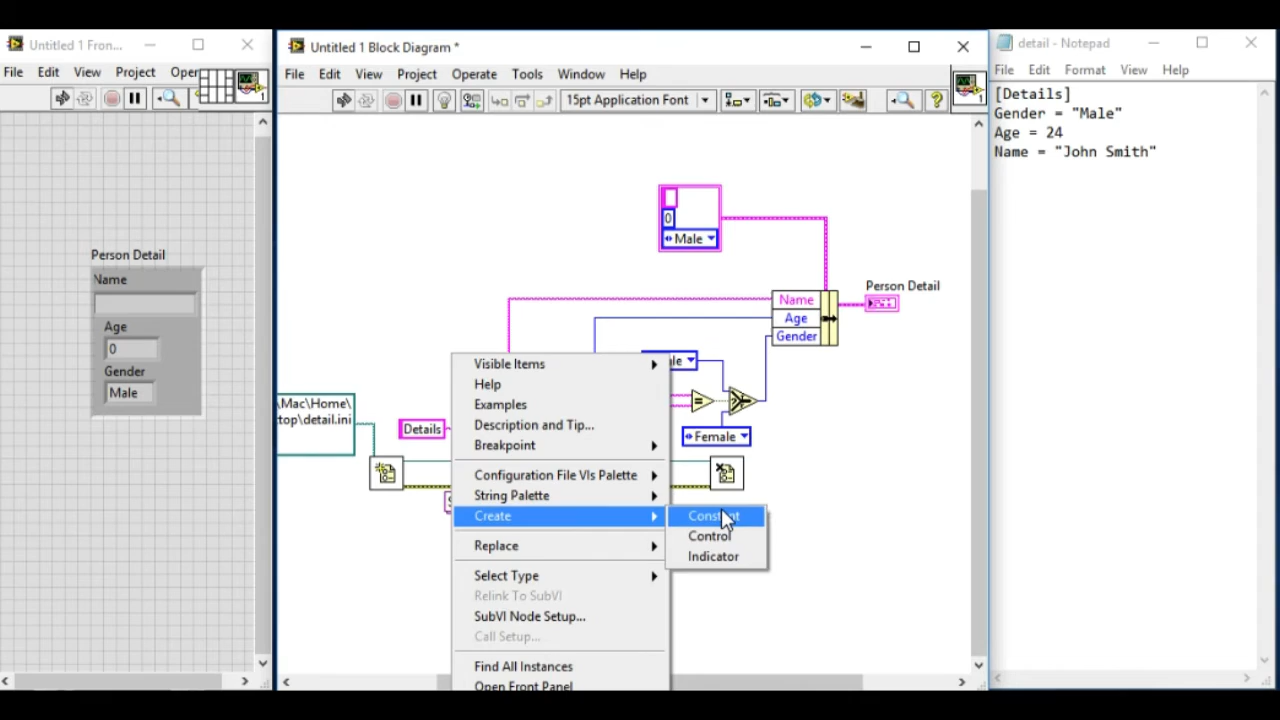 Untitled 1 Fron...
File Edit View Project Oper
1
Person Detail
Name
Age
0
Gender
Male
Untitled 1 Block Diagram *
File Edit View Project Operate Tools Window Help
15pt Application Font
?
1
0
Male
Person Detail
Name
Age
Gender
\Mac\Home\
top\detail.ini
Details
Female
Visible Items
Help
Examples
Description and Tip...
Breakpoint
Configuration File VIs Palette
String Palette
Create
Replace
Select Type
Relink To SubVI
SubVI Node Setup...
Call Setup...
Find All Instances
Open Front Panel
Constant
Control
Indicator
detail - Notepad
File Edit Format View Help
[Details]
Gender = "Male"
Age = 24
Name = "John Smith"